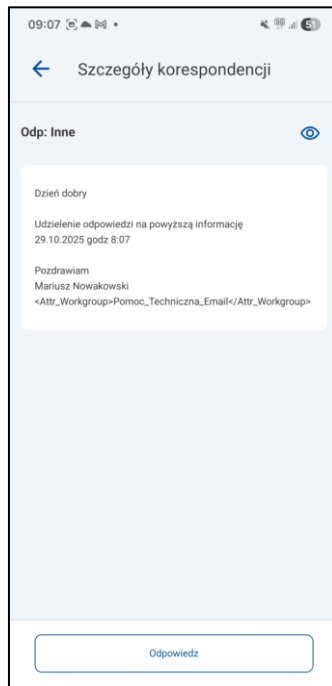 09:07
Szczegóły korespondencji
Odp: Inne
Dzień dobry
Udzielenie odpowiedzi na powyższą informację
29.10.2025 godz 8:07
Pozdrawiam
Mariusz Nowakowski
<Attr_Workgroup>Pomoc_Techniczna_Email</Attr_Workgroup>
Odpowiedz